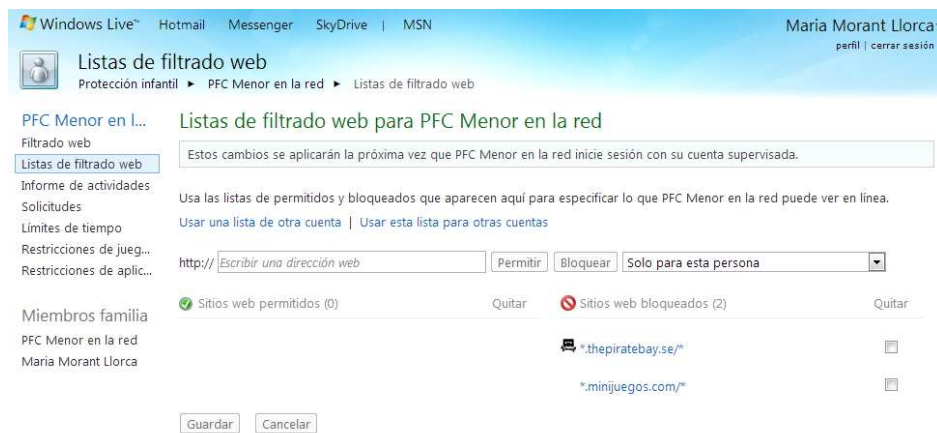 Windows Live™ Hotmail Messenger SkyDrive | MSN
Maria Morant Llorca
perfil | cerrar sesión
Listas de filtrado web
Protección infantil ► PFC Menor en la red ► Listas de filtrado web
PFC Menor en l...
Filtrado web
Listas de filtrado web
Informe de actividades
Solicitudes
Límites de tiempo
Restricciones de jueg...
Restricciones de aplic...
Miembros familia
PFC Menor en la red
Maria Morant Llorca
Listas de filtrado web para PFC Menor en la red
Estos cambios se aplicarán la próxima vez que PFC Menor en la red inicie sesión con su cuenta supervisada.
Usa las listas de permitidos y bloqueados que aparecen aquí para especificar lo que PFC Menor en la red puede ver en línea.
Usar una lista de otra cuenta | Usar esta lista para otras cuentas
http:// Escribir una dirección web Permitir Bloquear Solo para esta persona
Sitios web permitidos (0) Quitar
Sitios web bloqueados (2) Quitar
*.thepiratebay.se/*
*.minijuegos.com/*
Guardar Cancelar